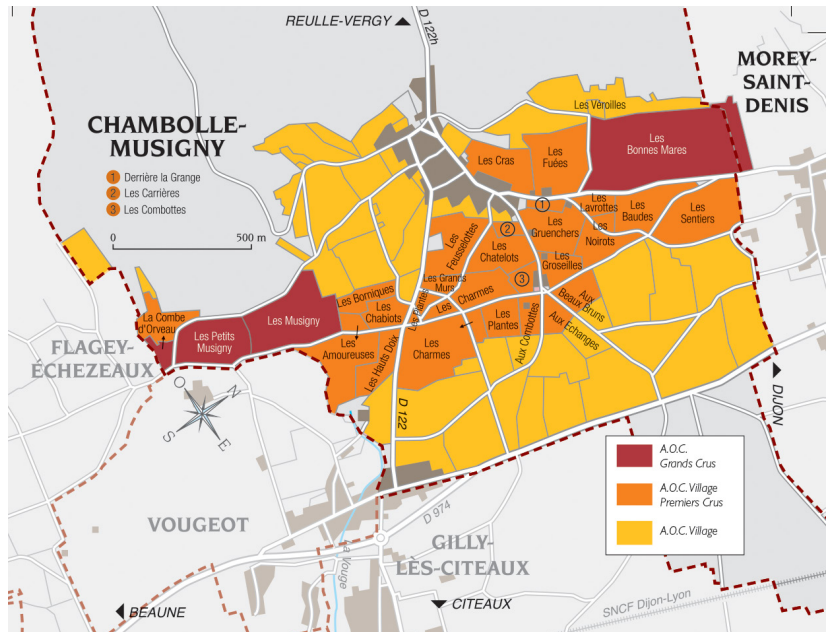 REULLE-VERGY
D 122h
MOREY-
SAINT-
DENIS
CHAMBOLLE-
MUSIGNY
1 Derrière la Grange
2 Les Carrières
3 Les Combottes
0
500 m
Les Véroilles
Les
Bonnes Mares
Les Cras
Les
Fuées
1
Les
Lavrottes
Les
Baudes
Les
Sentiers
Les
Gruenchers
Les
Noirots
2
Les
Feusselottes
Les
Chatelots
Les Groseilles
3
Les Grands
Murs
Les Borniques
Les
Chabiots
Les Plantes
Les Charmes
Aux
Beaux Bruns
Aux Echanges
Les
Plantes
Aux Combottes
La Combe
d'Orveau
Les Petits
Musigny
Les Musigny
Les
Amoureuses
Les Hauts Doix
Les
Charmes
D 122
FLAGEY-
ÉCHEZEAUX
O
N
S
E
DIJON
A.O.C.
Grands Crus
A.O.C. Village
Premiers Crus
A.O.C. Village
VOUGEOT
D 974
La Vouge
GILLY-
LÈS-CITEAUX
BEAUNE
CITEAUX
SNCF Dijon-Lyon